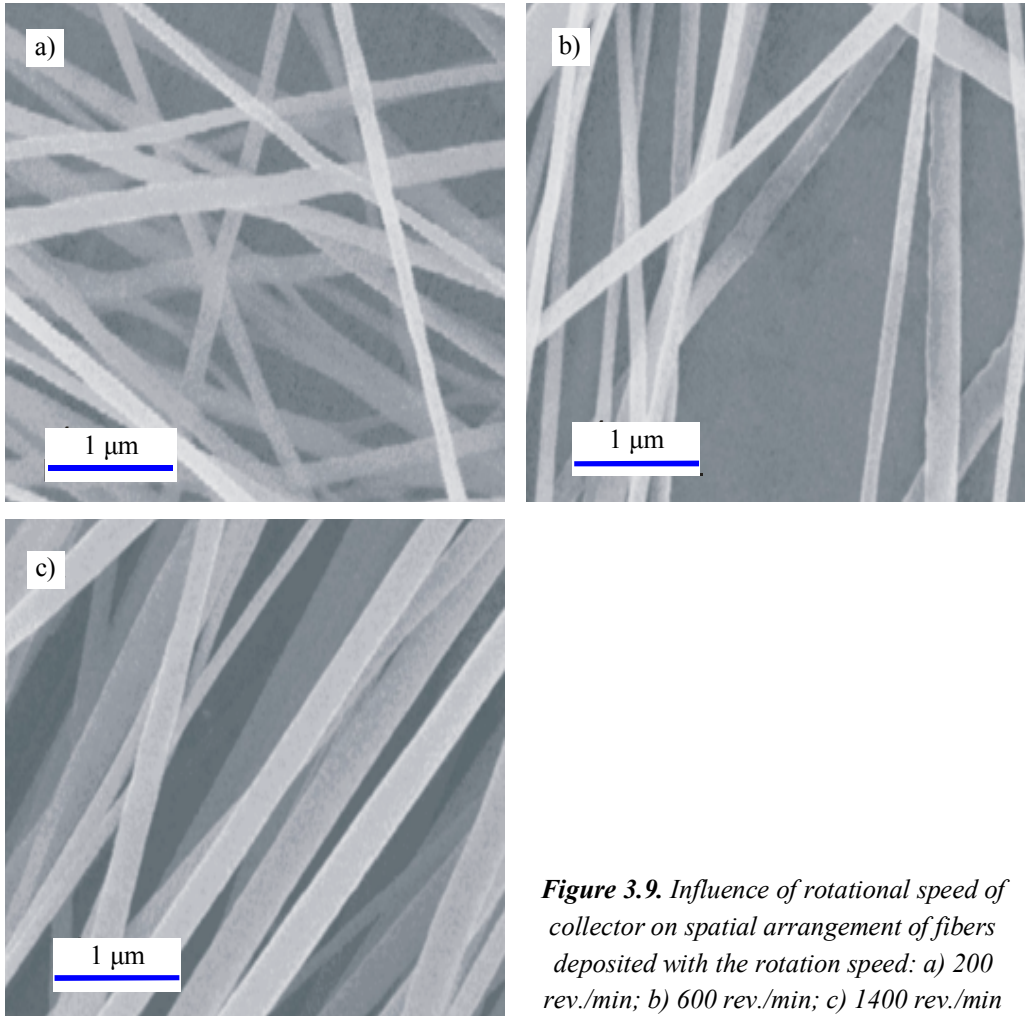 a)
1 μm
b)
1 μm
c)
1 μm
Figure 3.9. Influence of rotational speed of
collector on spatial arrangement of fibers
deposited with the rotation speed: a) 200
rev./min; b) 600 rev./min; c) 1400 rev./min